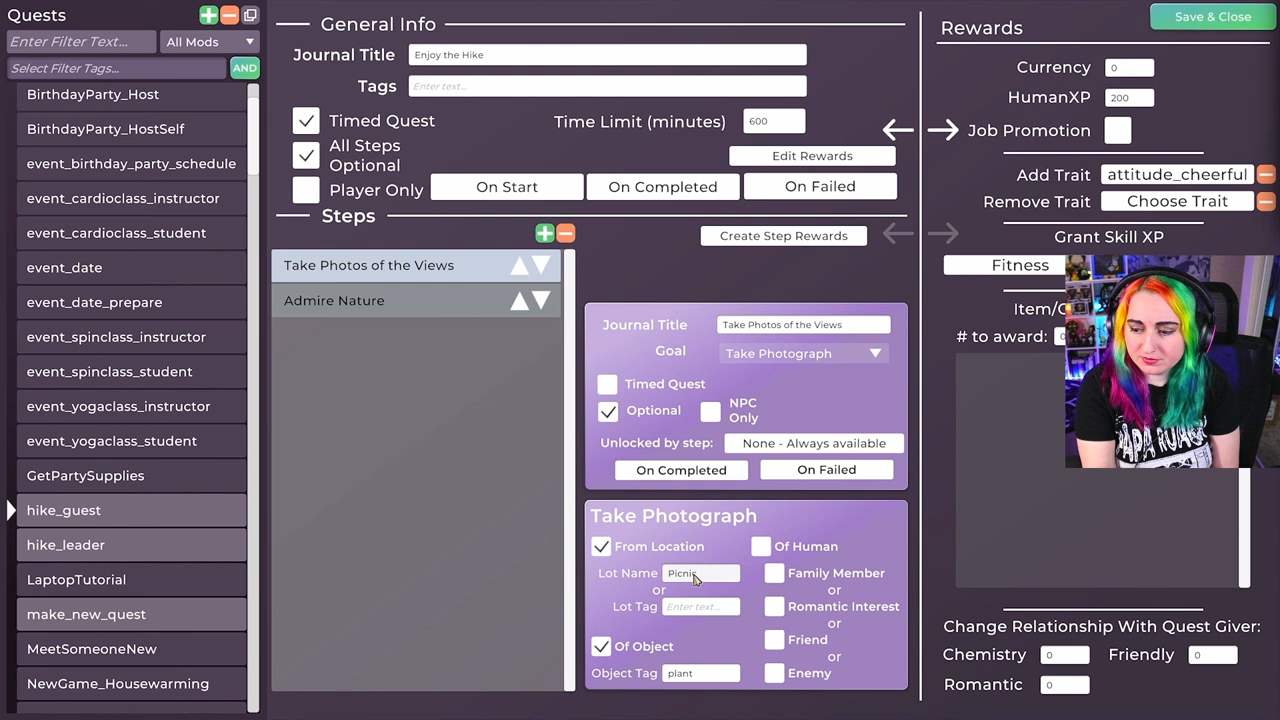 Quests
Enter Filter Text...
All Mods
Select Filter Tags...
AND
BirthdayParty_Host
BirthdayParty_HostSelf
event_birthday_party_schedule
event_cardioclass_instructor
event_cardioclass_student
event_date
event_date_prepare
event_spinclass_instructor
event_spinclass_student
event_yogaclass_instructor
event_yogaclass_student
GetPartySupplies
hike_guest
hike_leader
LaptopTutorial
make_new_quest
MeetSomeoneNew
NewGame_Housewarming
General Info
Journal Title
Enjoy the Hike
Tags
Enter text...
Timed Quest
Time Limit (minutes)
600
All Steps
Optional
Edit Rewards
Player Only
On Start
On Completed
On Failed
Steps
Create Step Rewards
Take Photos of the Views
Admire Nature
Journal Title
Take Photos of the Views
Goal
Take Photograph
Timed Quest
Optional
NPC
Only
Unlocked by step:
None - Always available
On Completed
On Failed
Take Photograph
From Location
Of Human
Lot Name
Picnic
Family Member
or
or
Lot Tag
Enter text...
Romantic Interest
or
Of Object
Friend
or
Object Tag
plant
Enemy
Save & Close
Rewards
Currency
0
HumanXP
200
Job Promotion
Add Trait
attitude_cheerful
Remove Trait
Choose Trait
Grant Skill XP
Fitness
# to award:
PAPA ROACH
Change Relationship With Quest Giver:
Chemistry
0
Friendly
0
Romantic
0